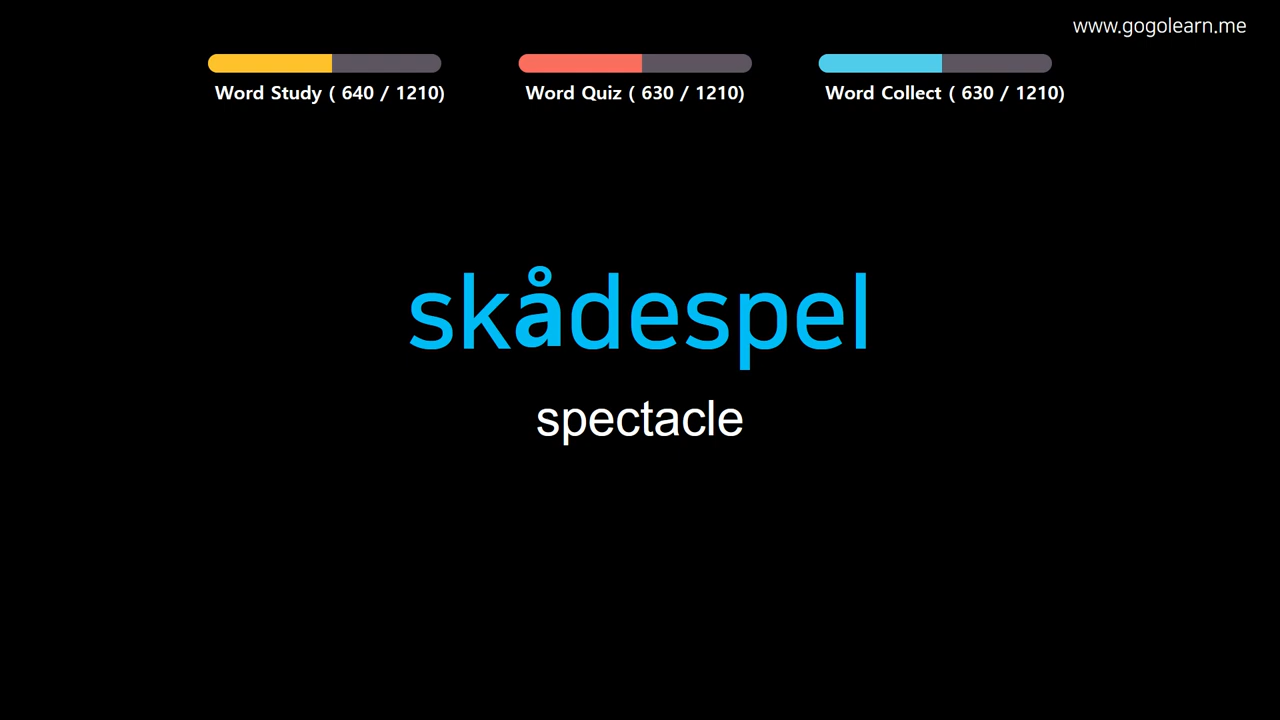 www.gogolearn.me
Word Study ( 640 / 1210)
Word Quiz ( 630 / 1210)
Word Collect ( 630 / 1210)
skådespel
spectacle